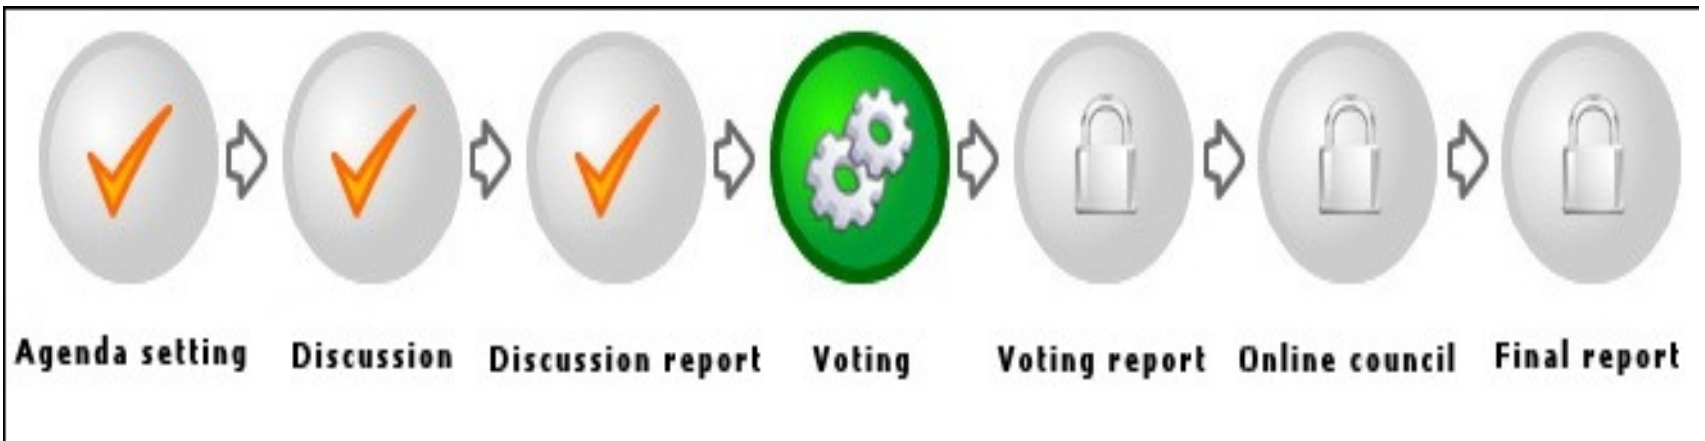 Agenda setting
Discussion
Discussion report
Voting
Voting report
Online council
Final report